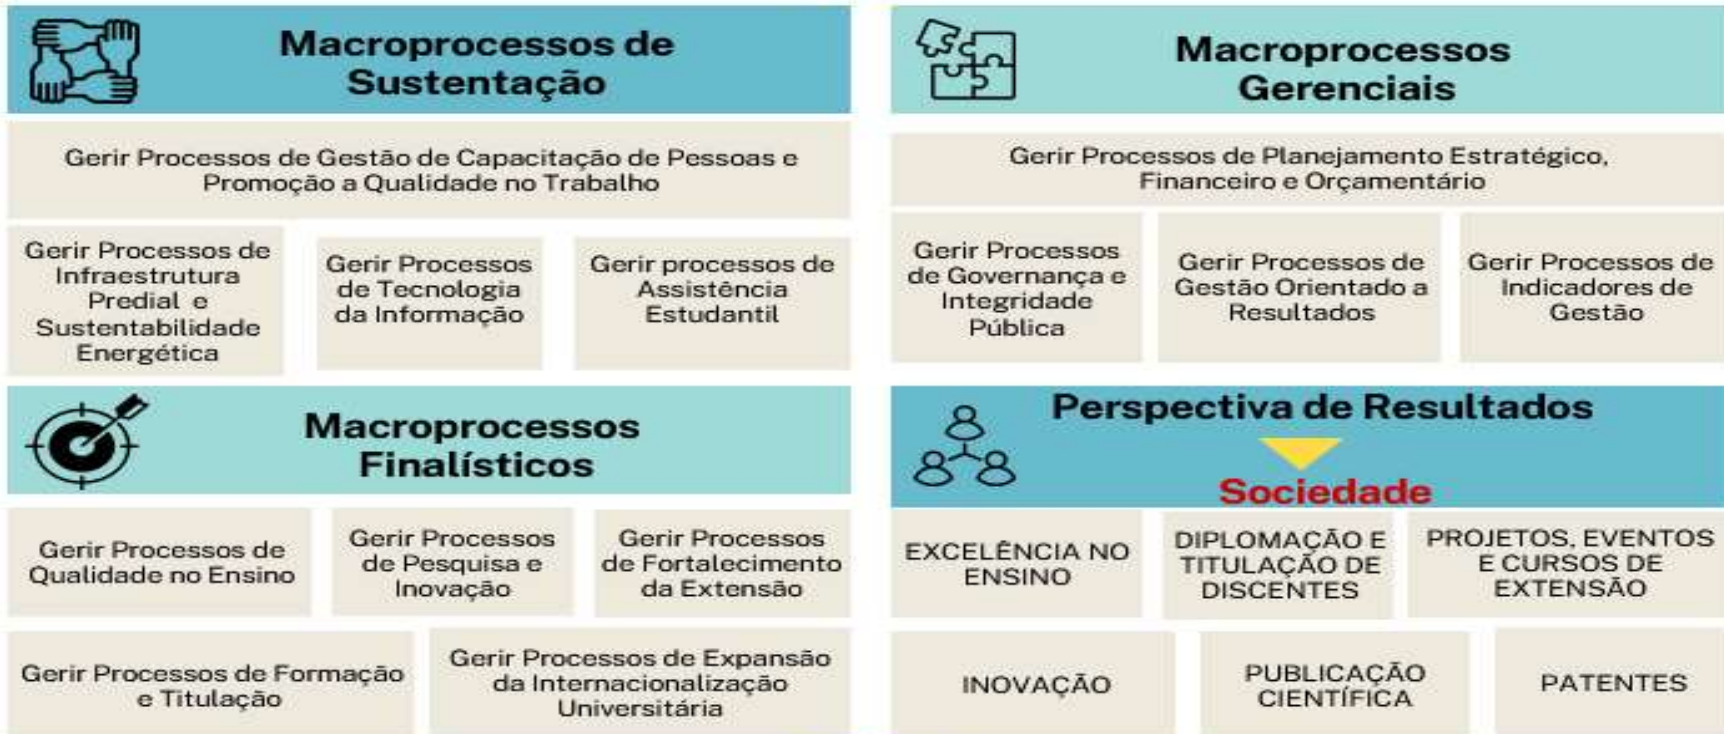 Macroprocessos de
Sustentação
Gerir Processos de Gestão de Capacitação de Pessoas e
Promoção a Qualidade no Trabalho
Gerir Processos de
Infraestrutura
Predial e
Sustentabilidade
Energética
Gerir Processos
de Tecnologia
da Informação
Gerir processos de
Assistência
Estudantil
Macroprocessos
Gerenciais
Gerir Processos de Planejamento Estratégico,
Financeiro e Orçamentário
Gerir Processos
de Governança e
Integridade
Pública
Gerir Processos de
Gestão Orientado a
Resultados
Gerir Processos de
Indicadores de
Gestão
Macroprocessos
Finalísticos
Gerir Processos de
Qualidade no Ensino
Gerir Processos
de Pesquisa e
Inovação
Gerir Processos
de Fortalecimento
da Extensão
Gerir Processos de Formação
e Titulação
Gerir Processos de Expansão
da Internacionalização
Universitária
Perspectiva de Resultados
Sociedade
EXCELÊNCIA NO
ENSINO
DIPLOMAÇÃO E
TITULAÇÃO DE
DISCENTES
PROJETOS, EVENTOS
E CURSOS DE
EXTENSÃO
INOVAÇÃO
PUBLICAÇÃO
CIENTÍFICA
PATENTES